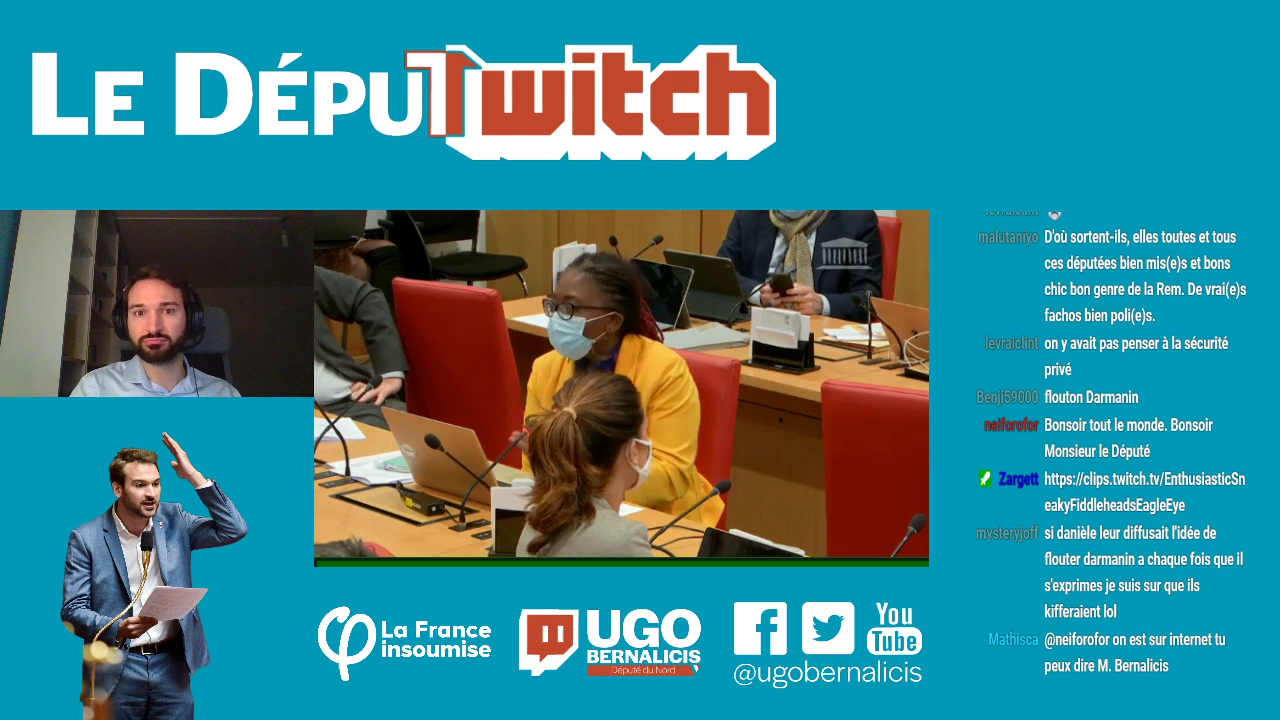 LE DÉPUTwitch
levraiclint
malutaniyo D'où sortent-ils, elles toutes et tous
ces députées bien mis(e)s et bons
chic bon genre de la Rem. De vrai(e)s
fachos bien poli(e)s.
levraiclint on y avait pas penser à la sécurité
privé
Benji59000 flouton Darmanin
neiforofor Bonsoir tout le monde. Bonsoir
Monsieur le Député
Zargett https://clips.twitch.tv/EnthusiasticSn
eakyFiddleheadsEagleEye
mysteryjoff si danièle leur diffusait l'idée de
flouter darmanin a chaque fois que il
s'exprimes je suis sur que ils
kifferaient lol
Mathisca @neiforofor on est sur internet tu
peux dire M. Bernalicis
La France
insoumise
UGO
BERNALICIS
Député du Nord
You
Tube
@ugobernalicis